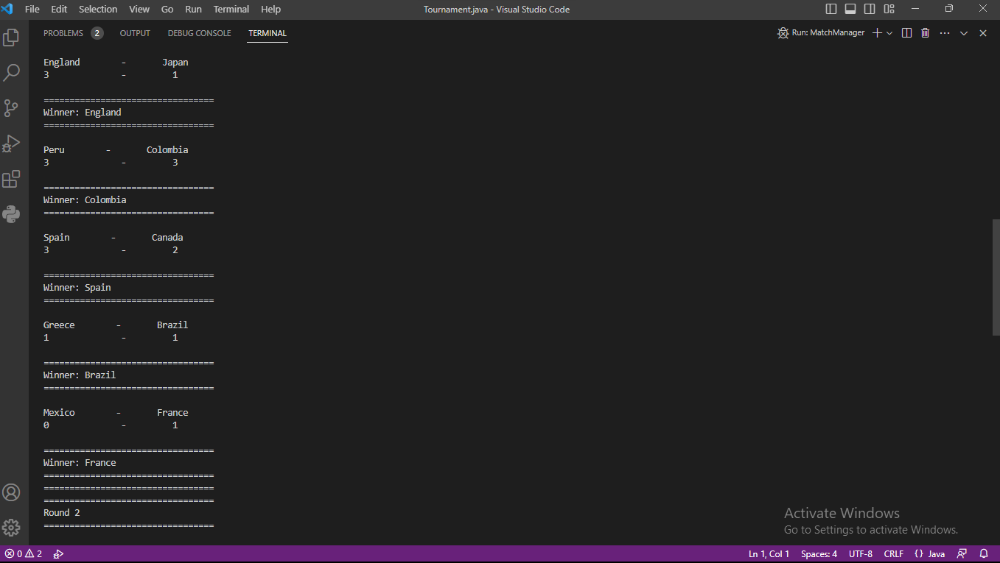 File Edit Selection View Go Run Terminal Help Tournament.java - Visual Studio Code
PROBLEMS 2 OUTPUT DEBUG CONSOLE TERMINAL Run: MatchManager
England - Japan
3 - 1
=================================
Winner: England
=================================
Peru - Colombia
3 - 3
=================================
Winner: Colombia
=================================
Spain - Canada
3 - 2
=================================
Winner: Spain
=================================
Greece - Brazil
1 - 1
=================================
Winner: Brazil
=================================
Mexico - France
0 - 1
=================================
Winner: France
=================================
=================================
=================================
Round 2
=================================
Activate Windows
Go to Settings to activate Windows.
0 2 Ln 1, Col 1 Spaces: 4 UTF-8 CRLF {} Java